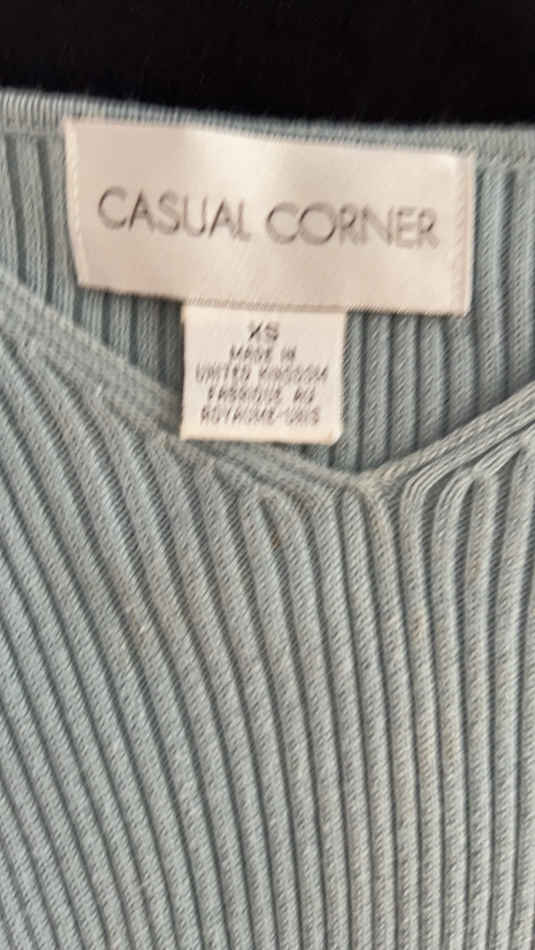 CASUAL CORNER
XS
MADE IN
UNITED KINGDOM
FABRIQUE AU
ROYAUME-UNIS